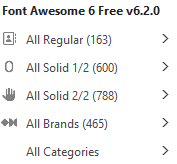 Font Awesome 6 Free v6.2.0
All Regular (163)
All Solid 1/2 (600)
All Solid 2/2 (788)
All Brands (465)
All Categories